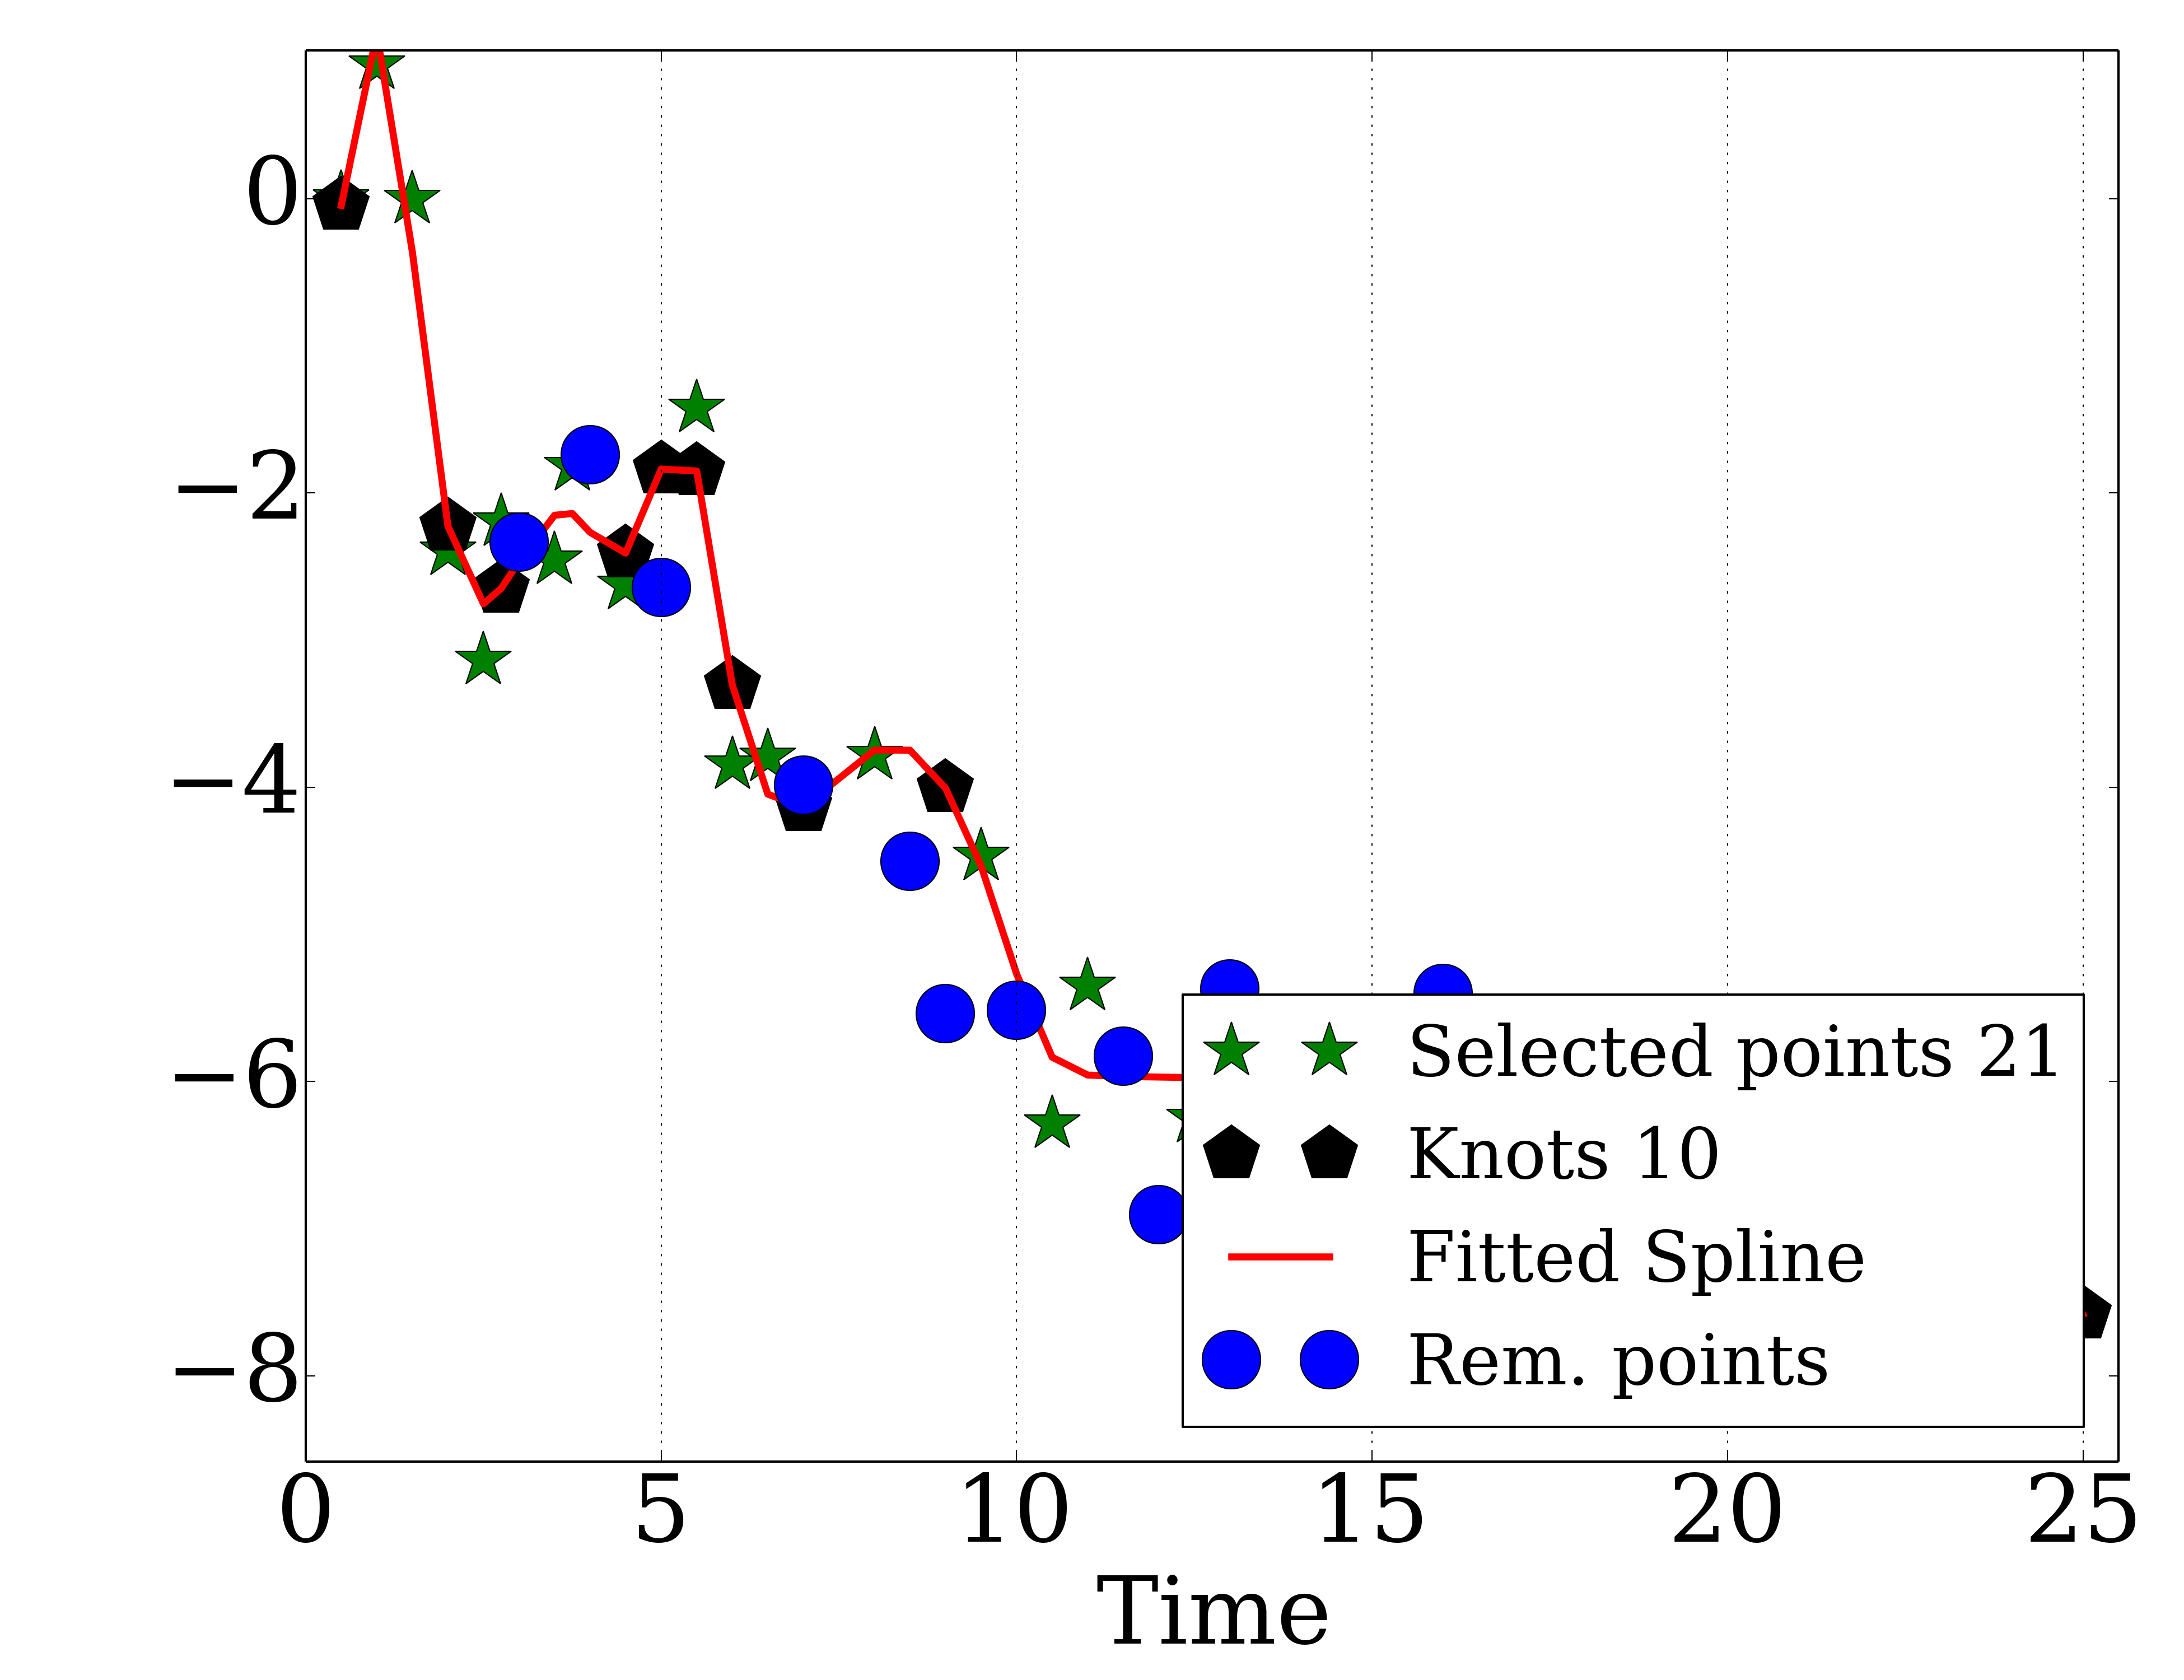 0
−2
−4
−6
−8
Selected points 21
Knots 10
Fitted Spline
Rem. points
0 5 10 15 20 25
Time